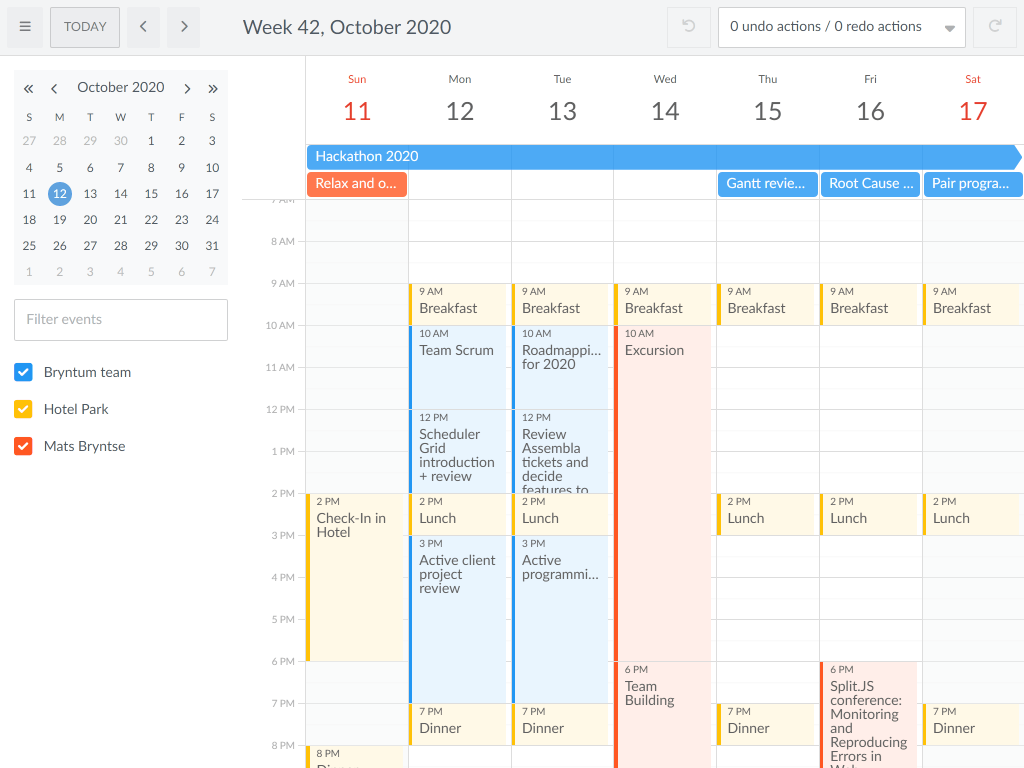 TODAY
Week 42, October 2020
0 undo actions / 0 redo actions
October 2020
S M T W T F S
27 28 29 30 1 2 3
4 5 6 7 8 9 10
11 12 13 14 15 16 17
18 19 20 21 22 23 24
25 26 27 28 29 30 31
1 2 3 4 5 6 7
Filter events
Bryntum team
Hotel Park
Mats Bryntse
Sun Mon Tue Wed Thu Fri Sat
11 12 13 14 15 16 17
Hackathon 2020
Relax and o...
Gantt revie...
Root Cause ...
Pair progra...
7 AM
8 AM
9 AM
10 AM
11 AM
12 PM
1 PM
2 PM
3 PM
4 PM
5 PM
6 PM
7 PM
8 PM
2 PM
Check-In in
Hotel
8 PM
Dinner
9 AM
Breakfast
10 AM
Team Scrum
12 PM
Scheduler
Grid
introduction
+ review
2 PM
Lunch
3 PM
Active client
project
review
7 PM
Dinner
9 AM
Breakfast
10 AM
Roadmappi...
for 2020
12 PM
Review
Assembla
tickets and
decide
features to
2 PM
Lunch
3 PM
Active
programmi...
7 PM
Dinner
9 AM
Breakfast
10 AM
Excursion
6 PM
Team
Building
9 AM
Breakfast
2 PM
Lunch
7 PM
Dinner
9 AM
Breakfast
2 PM
Lunch
6 PM
Split.JS
conference:
Monitoring
and
Reproducing
Errors in
9 AM
Breakfast
2 PM
Lunch
7 PM
Dinner